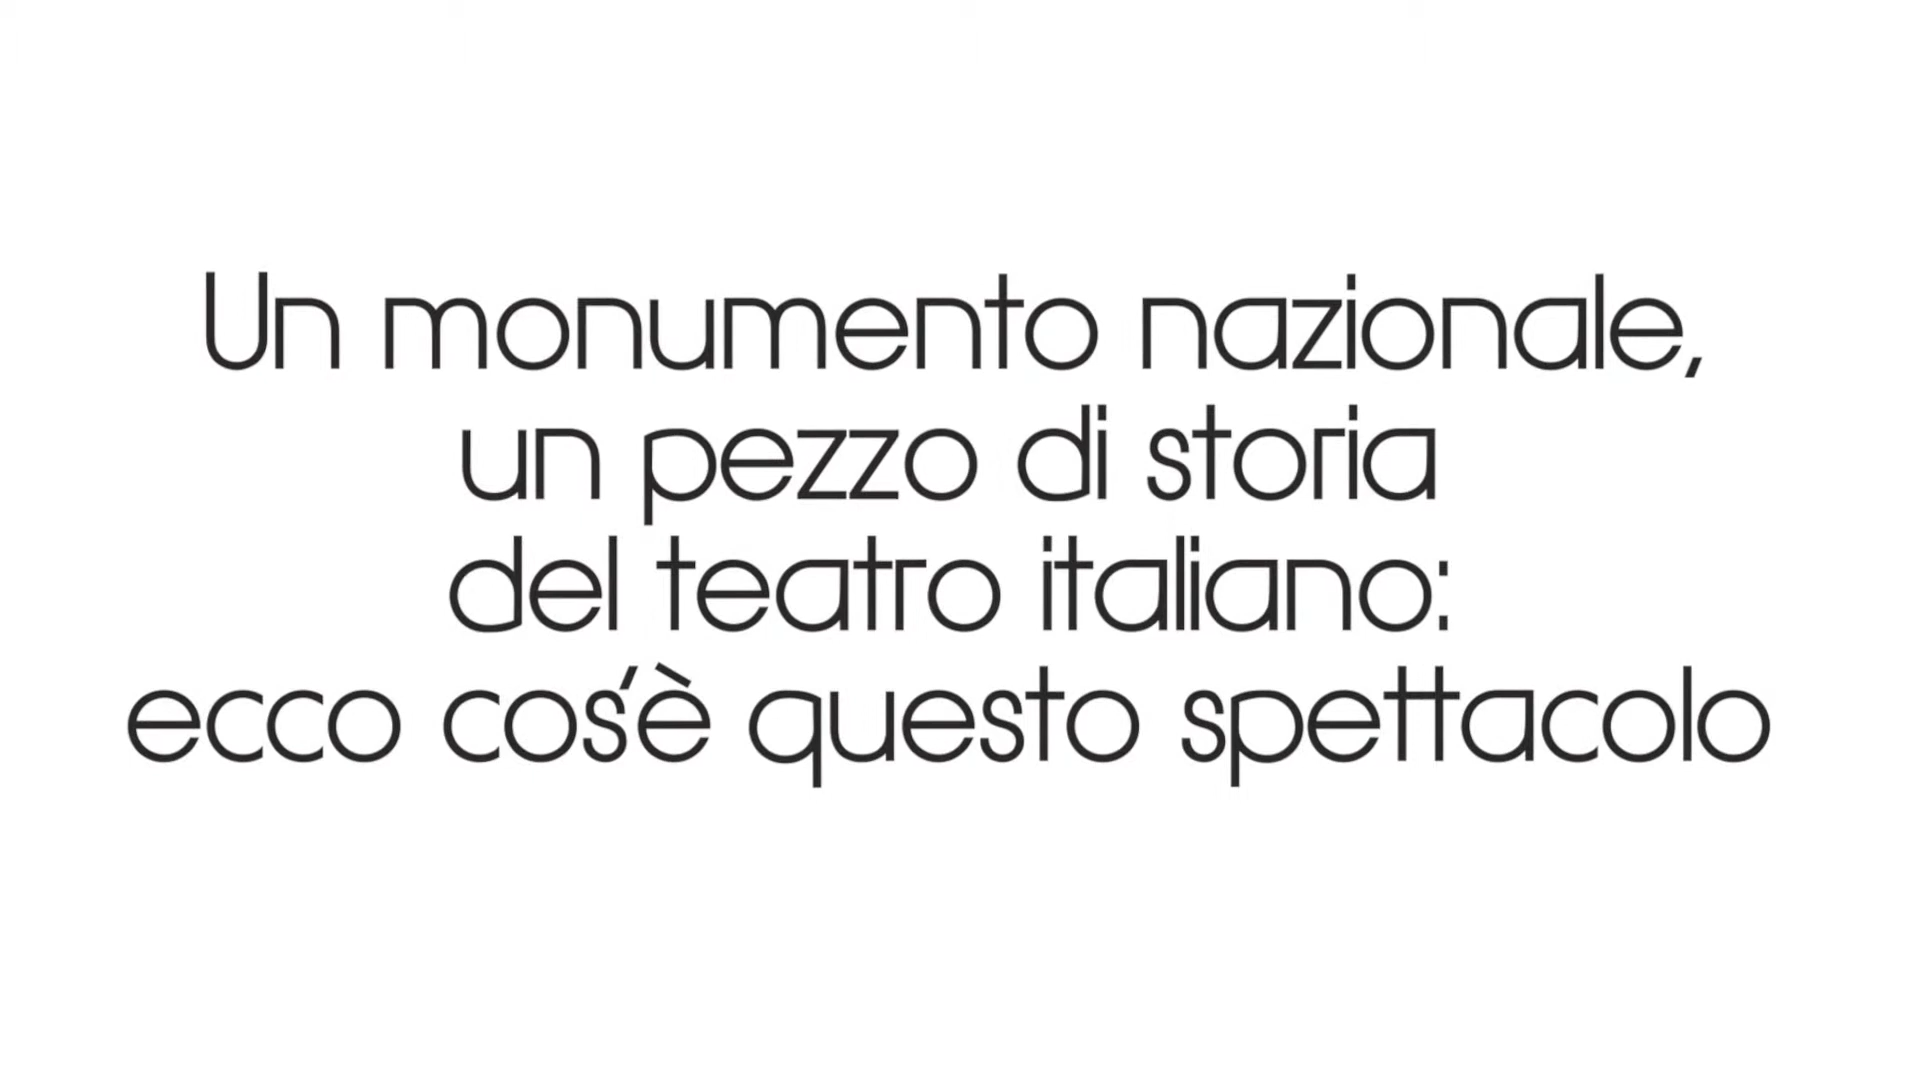 Un monumento nazionale,
un pezzo di storia
del teatro italiano:
ecco cos'è questo spettacolo